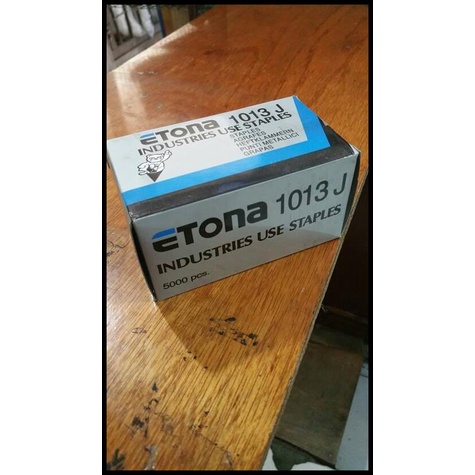 ETONA 1013 J
INDUSTRIES USE STAPLES
STAPLES
AGRAFES
HEFTKLAMMERN
PUNTI METALLICI
GRAPAS
ETONA 1013 J
INDUSTRIES USE STAPLES
5000 pcs.